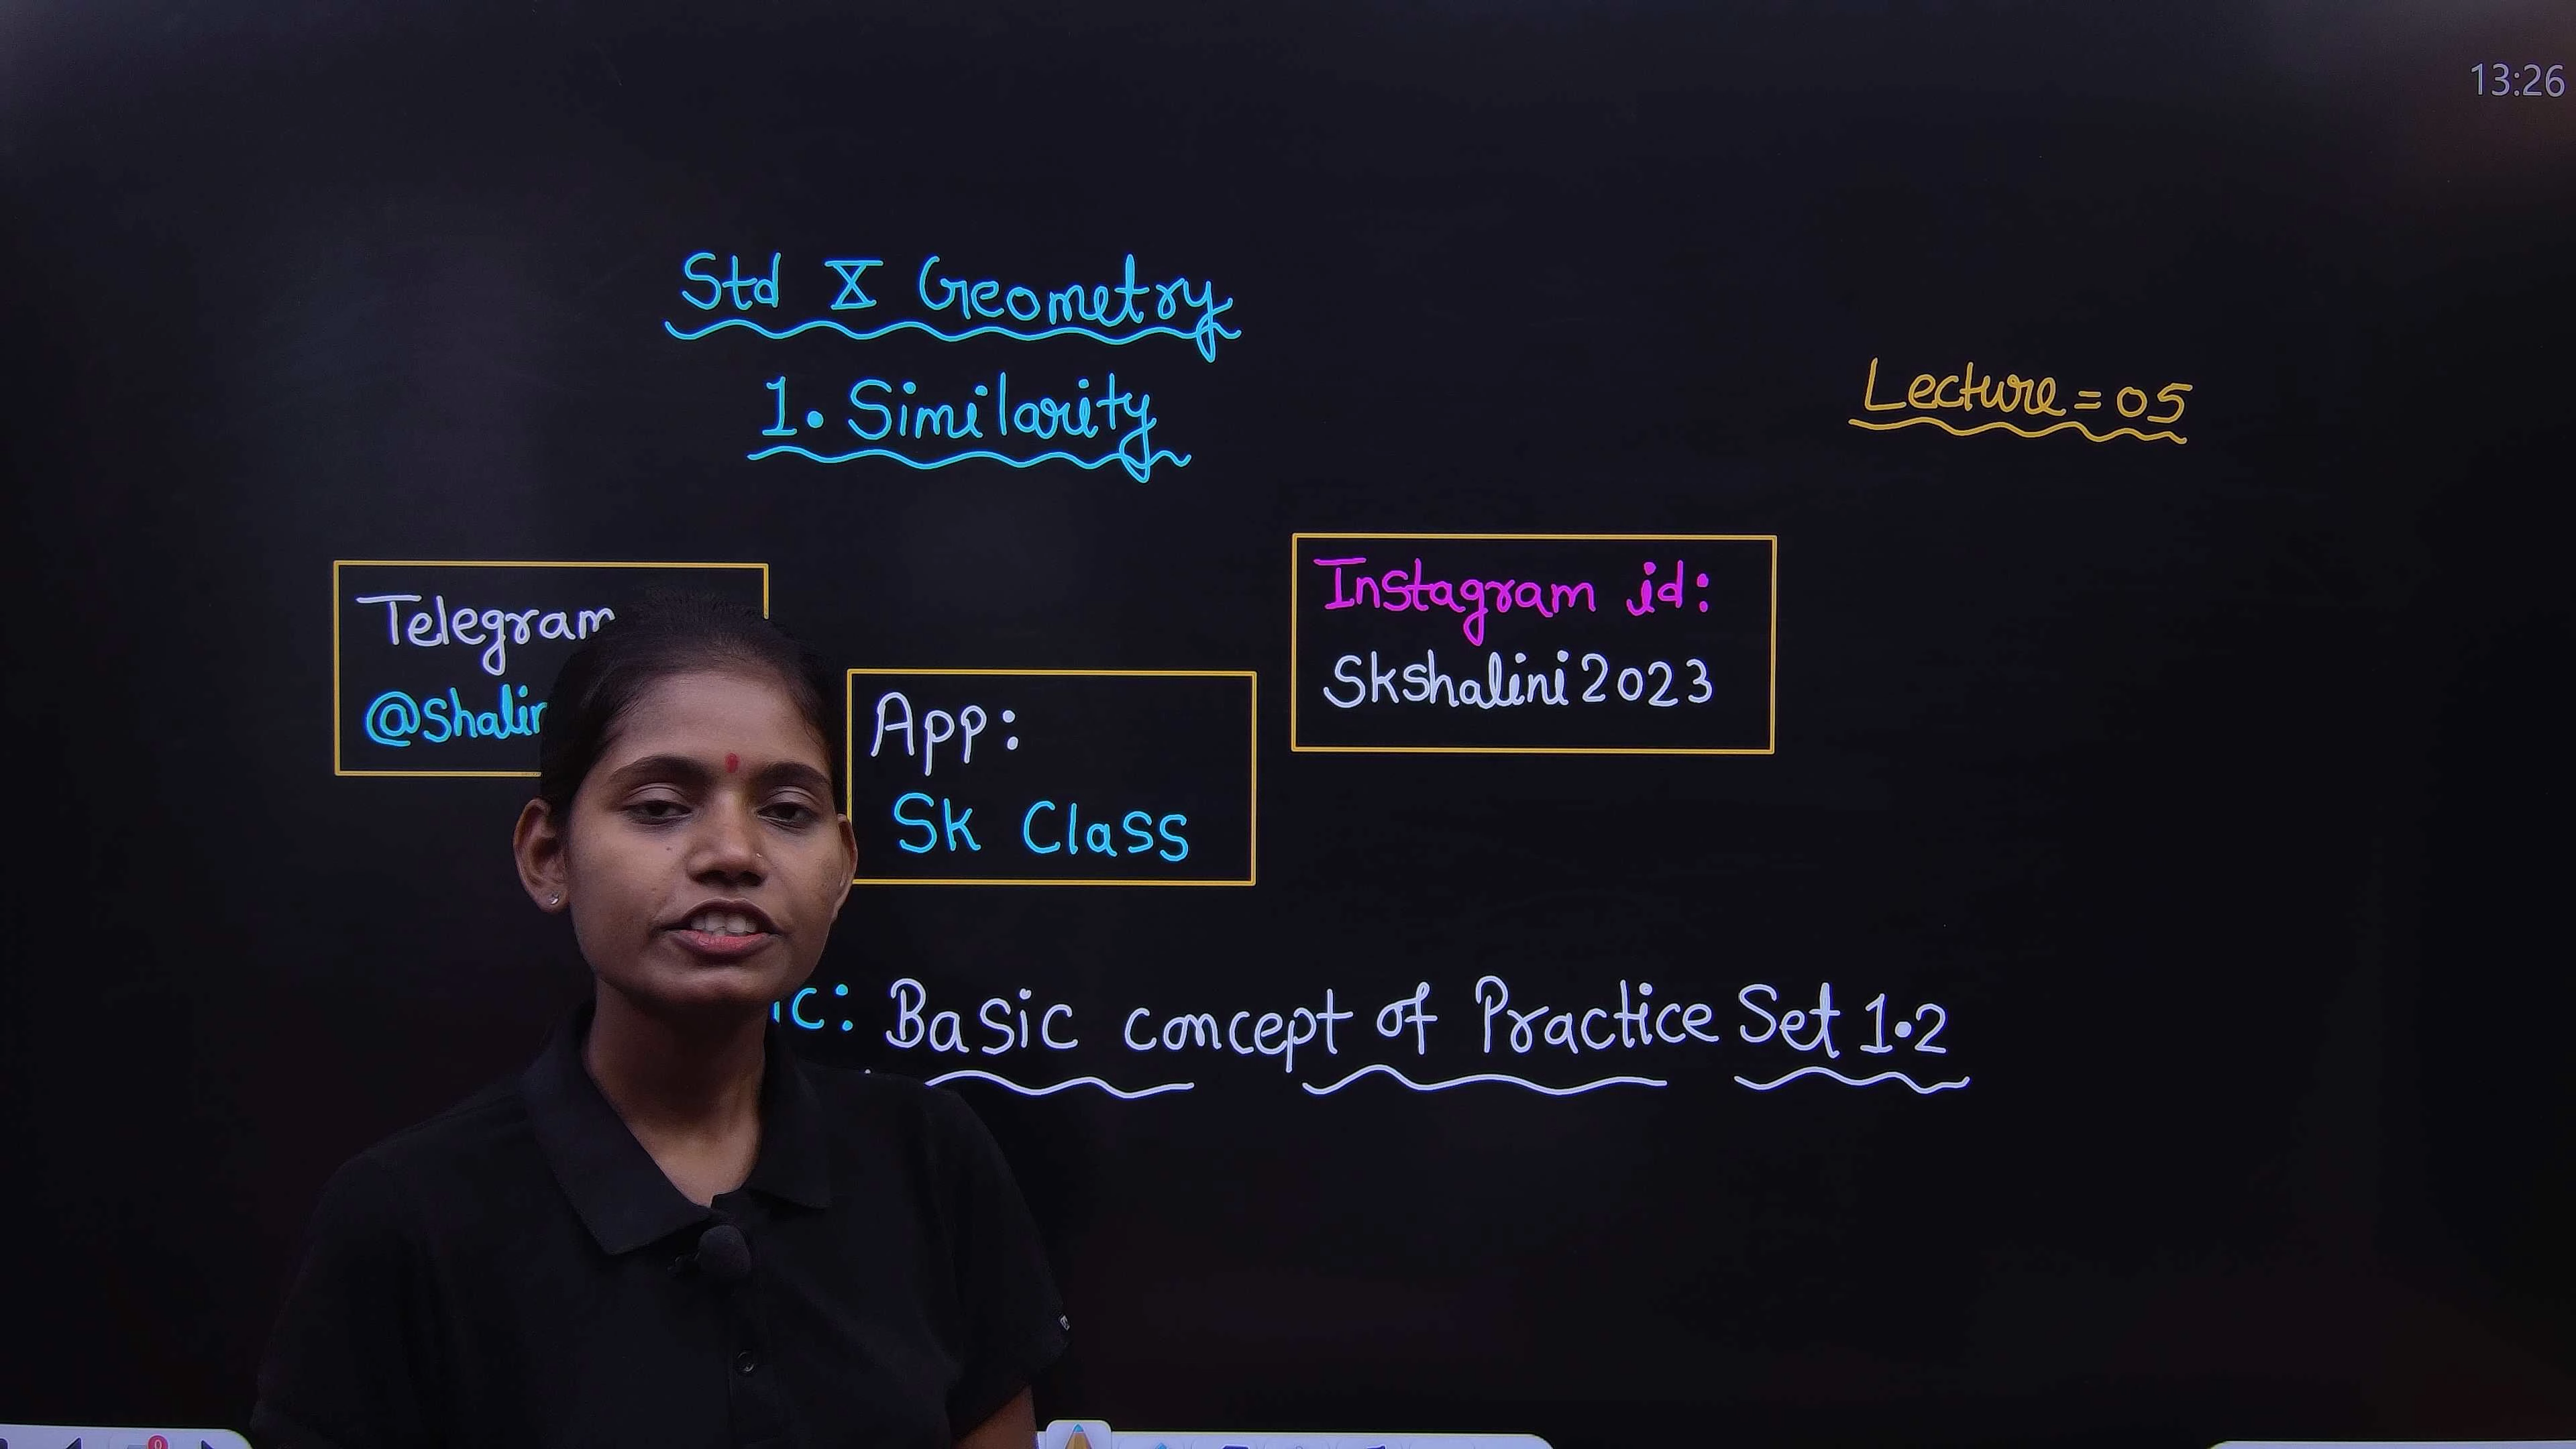 13:26
Std X Geometry
1. Similarity
Lecture = 05
Telegram
Instagram id:
Skshalini2023
App:
Sk Class
Basic concept of Practice Set 1.2